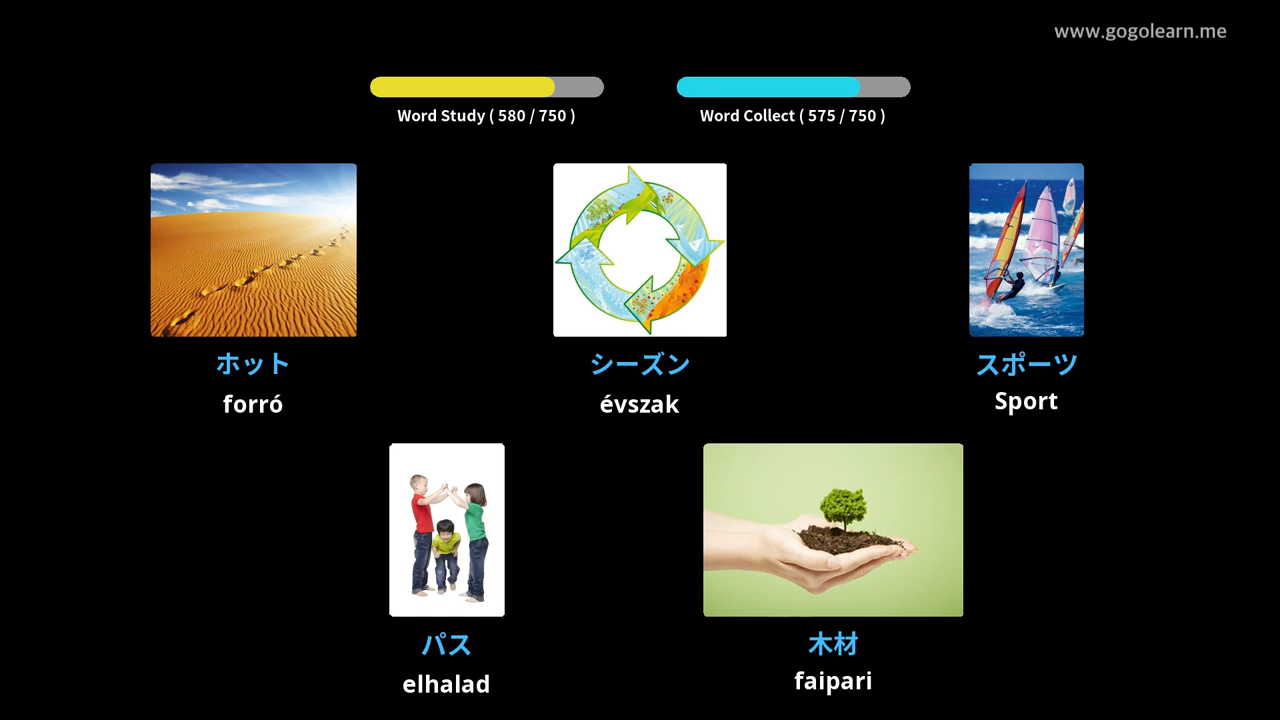 www.gogolearn.me
Word Study ( 580 / 750 )
Word Collect ( 575 / 750 )
ホット
forró
シーズン
évszak
スポーツ
Sport
パス
elhalad
木材
faipari